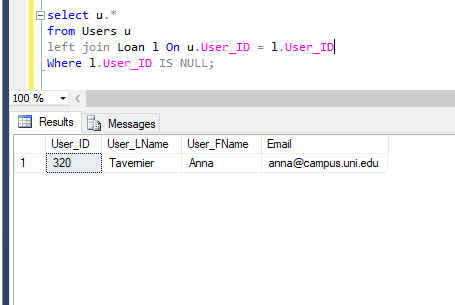 select u.*
from Users u
left join Loan l On u.User_ID = l.User_ID
Where l.User_ID IS NULL;
100 %
Results Messages
User_ID User_LName User_FName Email
1 320 Tavernier Anna anna@campus.uni.edu